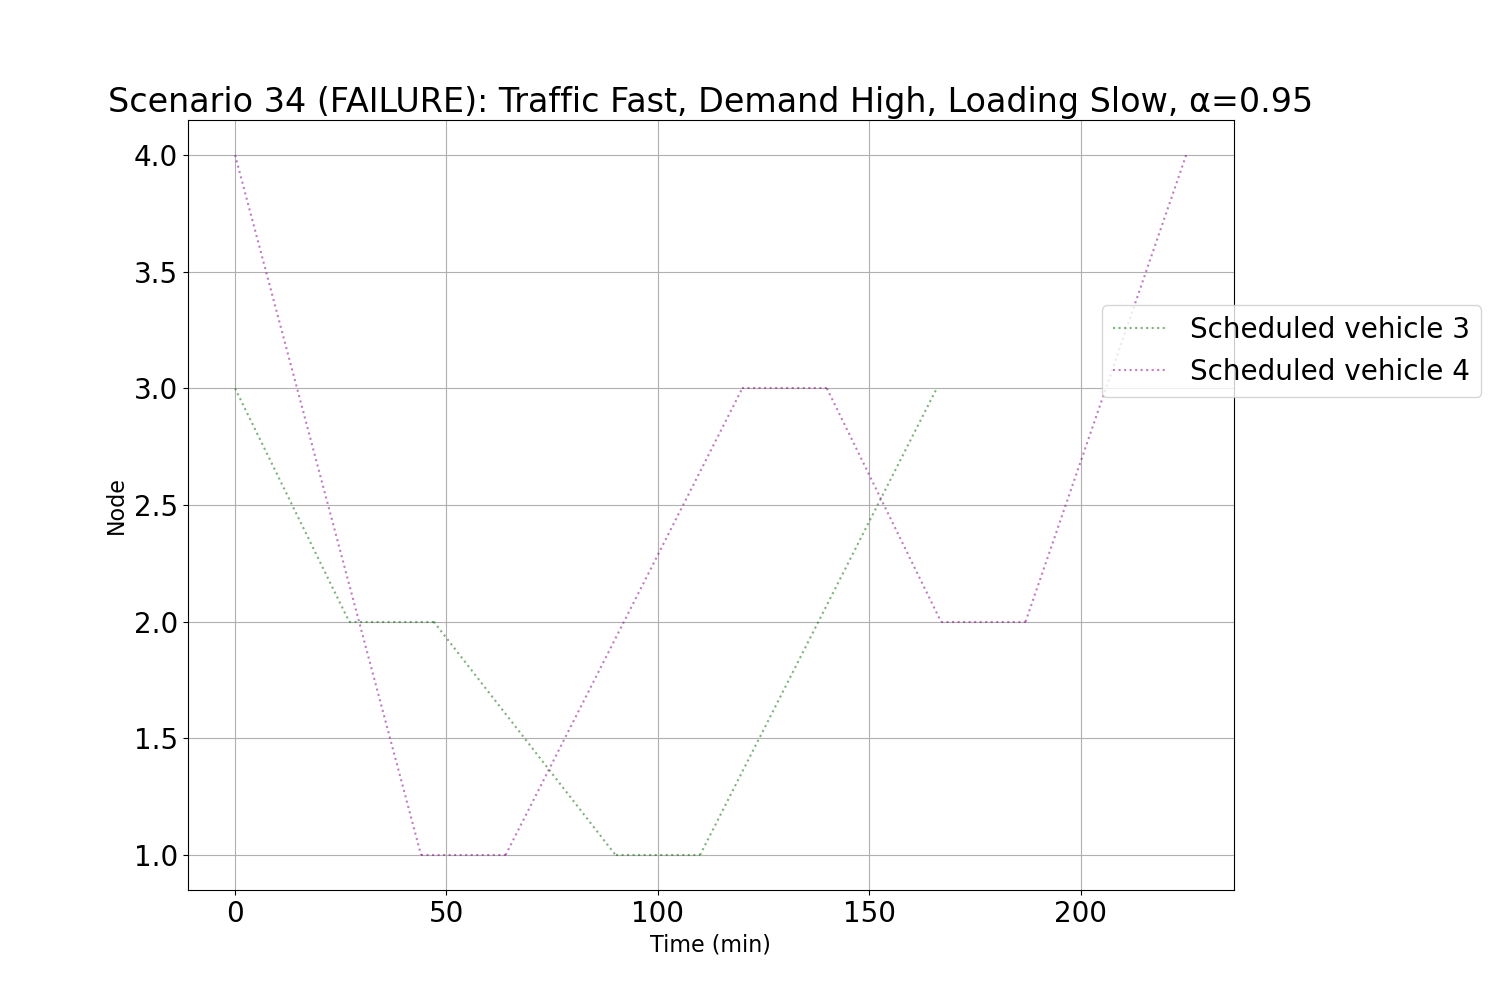 Scenario 34 (FAILURE): Traffic Fast, Demand High, Loading Slow, α=0.95
4.0
3.5
3.0
2.5
2.0
1.5
1.0
Node
Scheduled vehicle 3
Scheduled vehicle 4
0 50 100 150 200
Time (min)